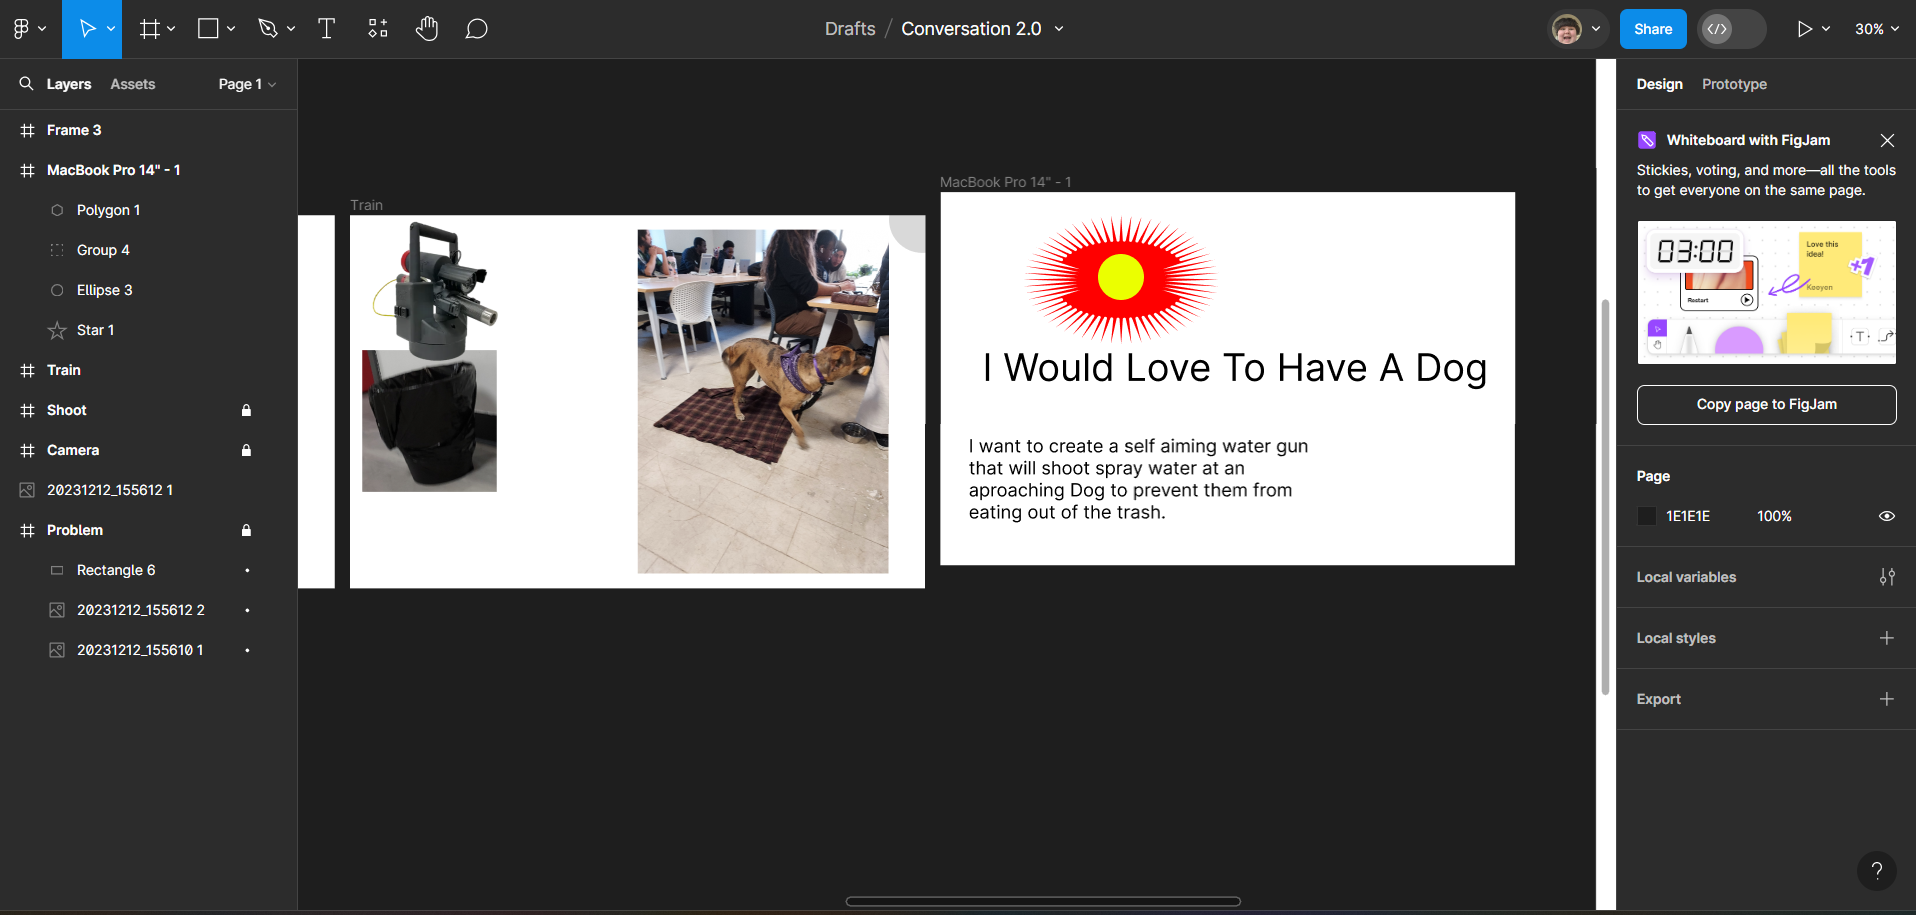 Drafts / Conversation 2.0
Share
30%
Layers Assets Page 1
Frame 3
MacBook Pro 14" - 1
Polygon 1
Group 4
Ellipse 3
Star 1
Train
Shoot
Camera
20231212_155612 1
Problem
Rectangle 6
20231212_155612 2
20231212_155610 1
Train
MacBook Pro 14" - 1
I Would Love To Have A Dog
I want to create a self aiming water gun
that will shoot spray water at an
aproaching Dog to prevent them from
eating out of the trash.
Design Prototype
Whiteboard with FigJam
Stickies, voting, and more—all the tools
to get everyone on the same page.
03:00
Love this
idea!
+1
Keeyen
Restart
T
Copy page to FigJam
Page
1E1E1E 100%
Local variables
Local styles
Export
?